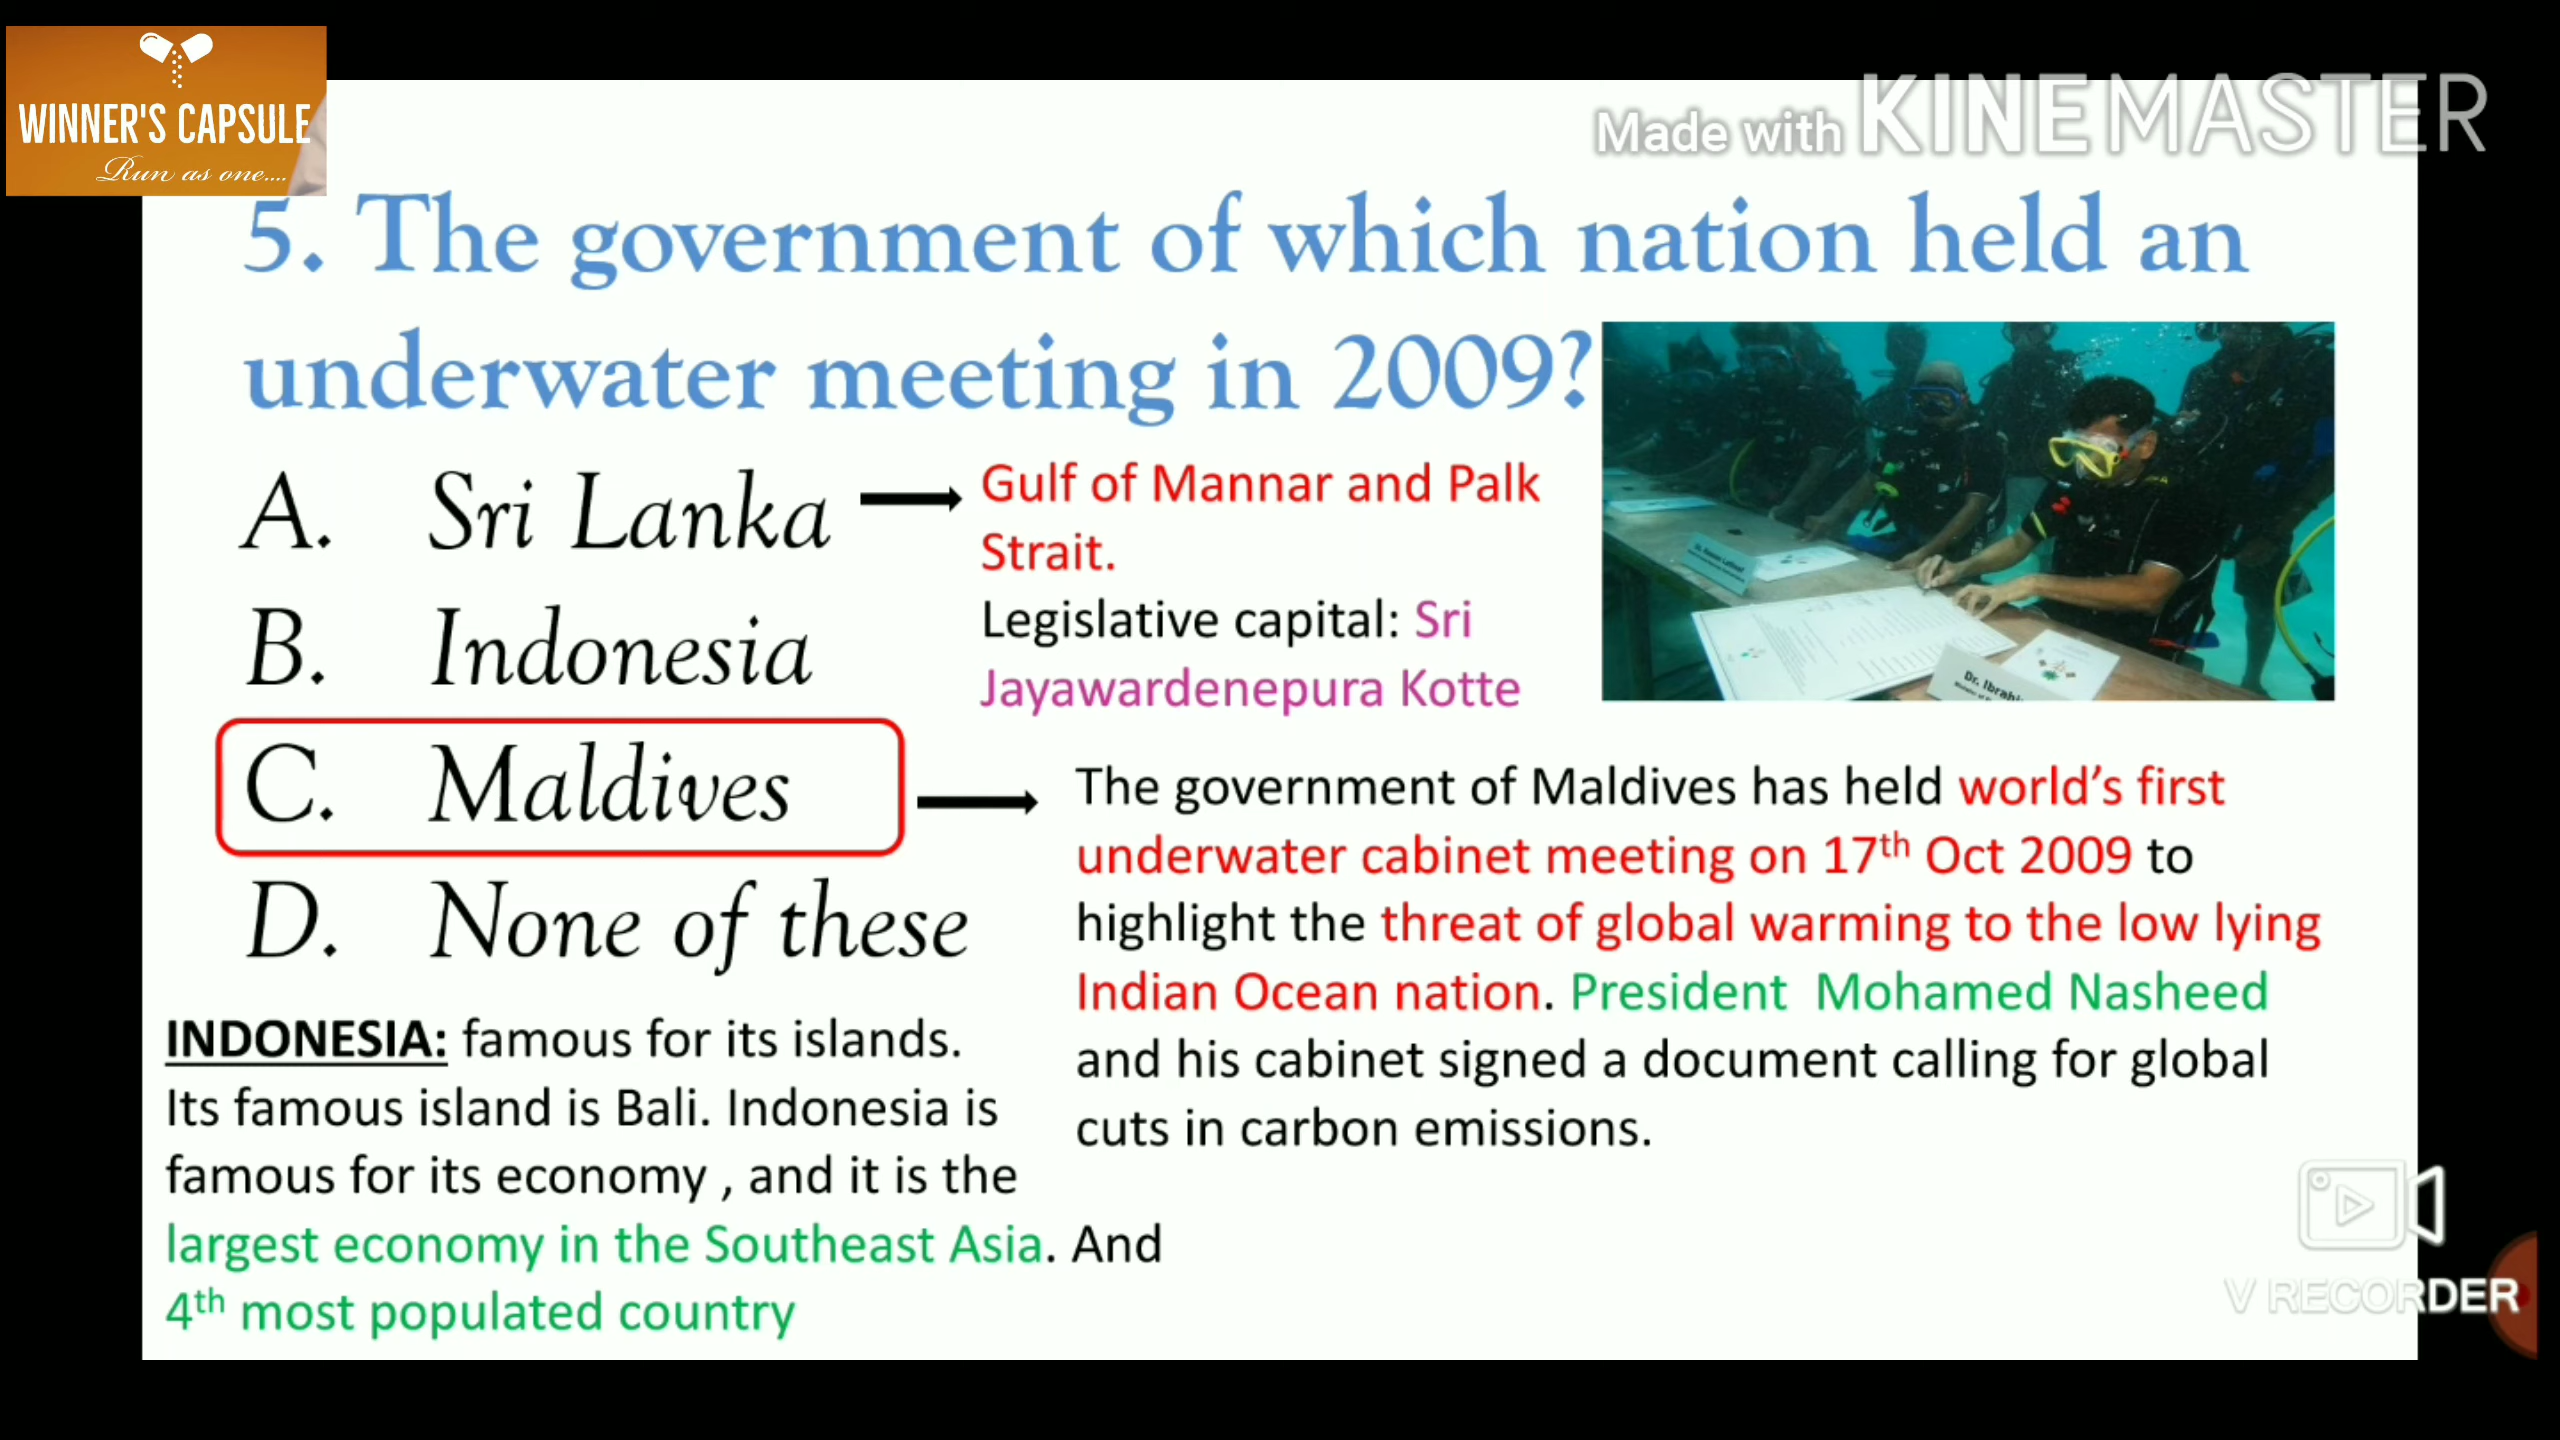 WINNER'S CAPSULE
Run as one....
Made with KINEMASTER
5. The government of which nation held an
underwater meeting in 2009?
A. Sri Lanka
Gulf of Mannar and Palk
Strait.
Legislative capital: Sri
Jayawardenepura Kotte
B. Indonesia
C. Maldives
D. None of these
The government of Maldives has held world's first
underwater cabinet meeting on 17th Oct 2009 to
highlight the threat of global warming to the low lying
Indian Ocean nation. President Mohamed Nasheed
and his cabinet signed a document calling for global
cuts in carbon emissions.
INDONESIA: famous for its islands.
Its famous island is Bali. Indonesia is
famous for its economy , and it is the
largest economy in the Southeast Asia. And
4th most populated country
Dr. Ibrahi
V RECORDER